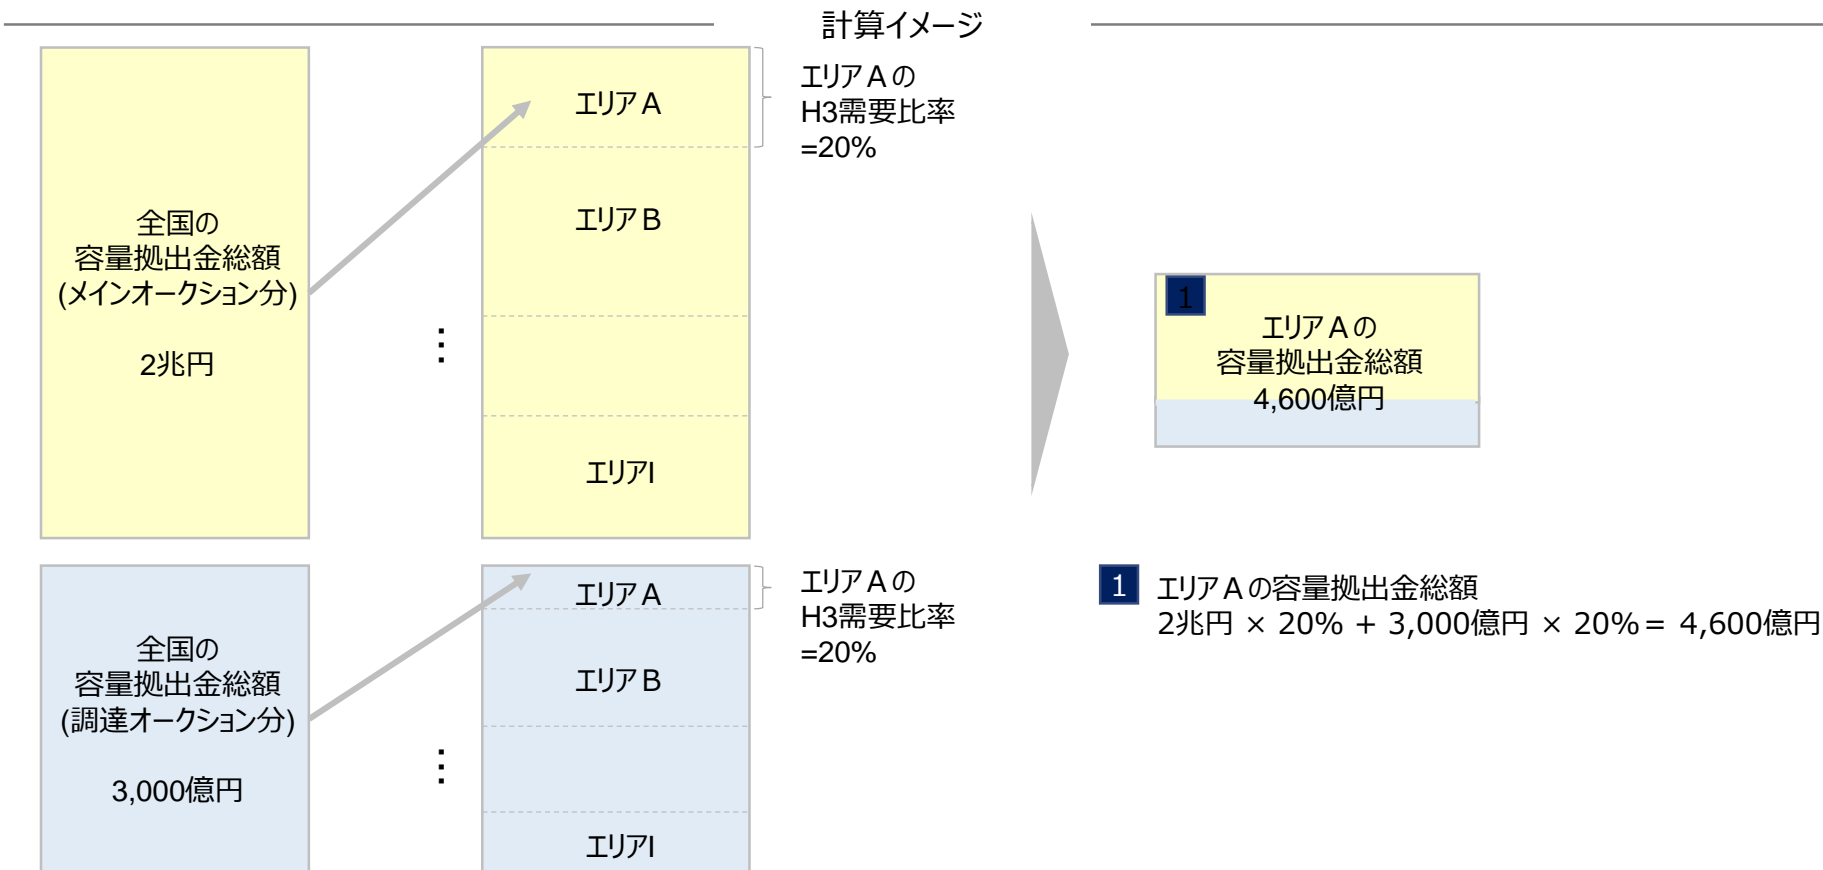 計算イメージ
全国の
容量拠出金総額
(メインオークション分)
2兆円
エリアA
エリアB
⋮
エリアI
エリアAの
H3需要比率
=20%
1
エリアAの
容量拠出金総額
4,600億円
全国の
容量拠出金総額
(調達オークション分)
3,000億円
エリアA
エリアB
⋮
エリアI
エリアAの
H3需要比率
=20%
1 エリアAの容量拠出金総額
2兆円 × 20% + 3,000億円 × 20% = 4,600億円